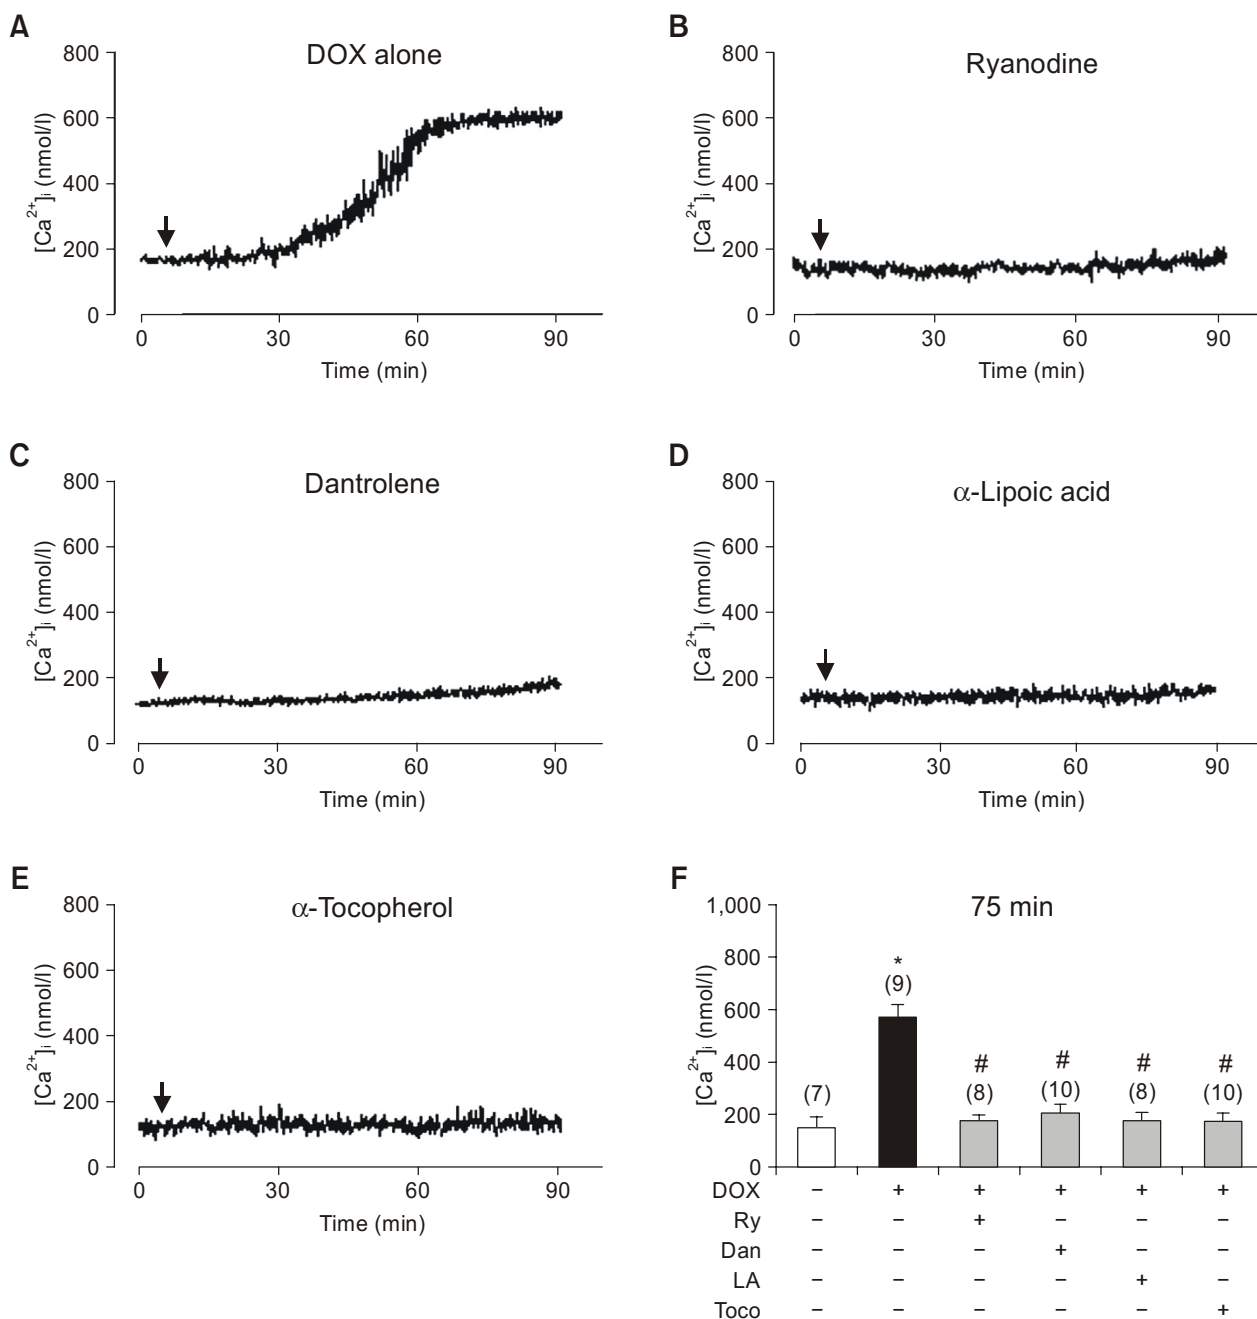 A
DOX alone
800
600
400
200
0
[Ca2+]i (nmol/l)
0 30 60 90
Time (min)
B
Ryanodine
800
600
400
200
0
[Ca2+]i (nmol/l)
0 30 60 90
Time (min)
C
Dantrolene
800
600
400
200
0
[Ca2+]i (nmol/l)
0 30 60 90
Time (min)
D
α-Lipoic acid
800
600
400
200
0
[Ca2+]i (nmol/l)
0 30 60 90
Time (min)
E
α-Tocopherol
800
600
400
200
0
[Ca2+]i (nmol/l)
0 30 60 90
Time (min)
F
75 min
1,000
800
600
400
200
0
[Ca2+]i (nmol/l)
(7)
*
(9)
#
(8)
#
(10)
#
(8)
#
(10)
DOX − + + + + +
Ry − − + − − −
Dan − − − + − −
LA − − − − + −
Toco − − − − − +